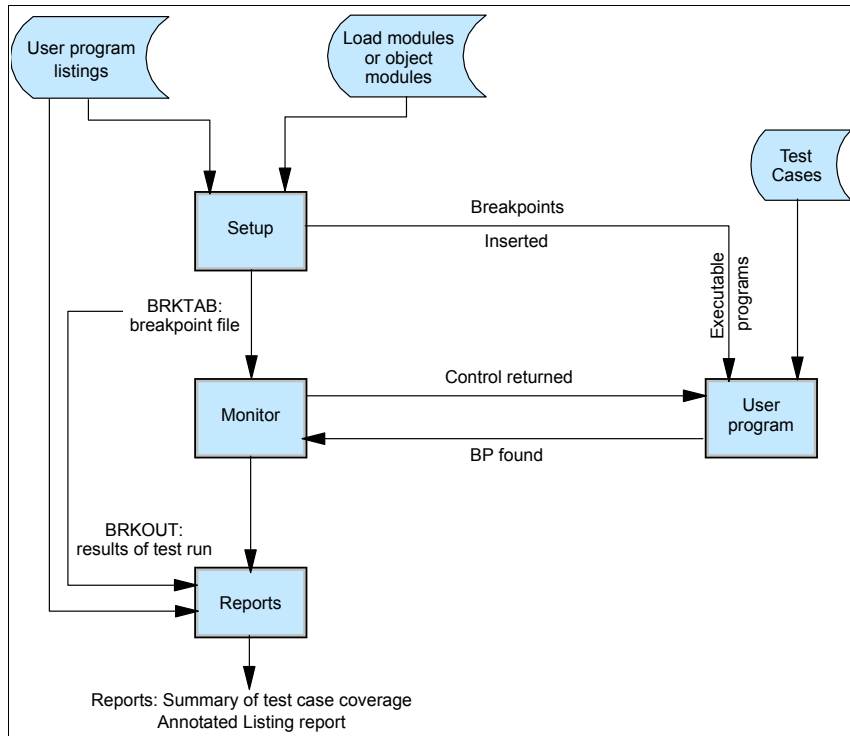 User program
listings
Load modules
or object
modules
Test
Cases
Setup
Breakpoints
Inserted
Executable
programs
BRKTAB:
breakpoint file
Monitor
Control returned
User
program
BP found
BRKOUT:
results of test run
Reports
Reports: Summary of test case coverage
Annotated Listing report